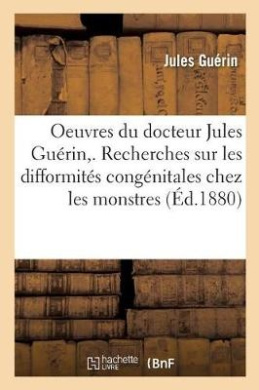 Jules Guérin
Oeuvres du docteur Jules Guérin,. Recherches sur les difformités congénitales chez les monstres (Éd.1880)
hachette
LIVRE
(BnF